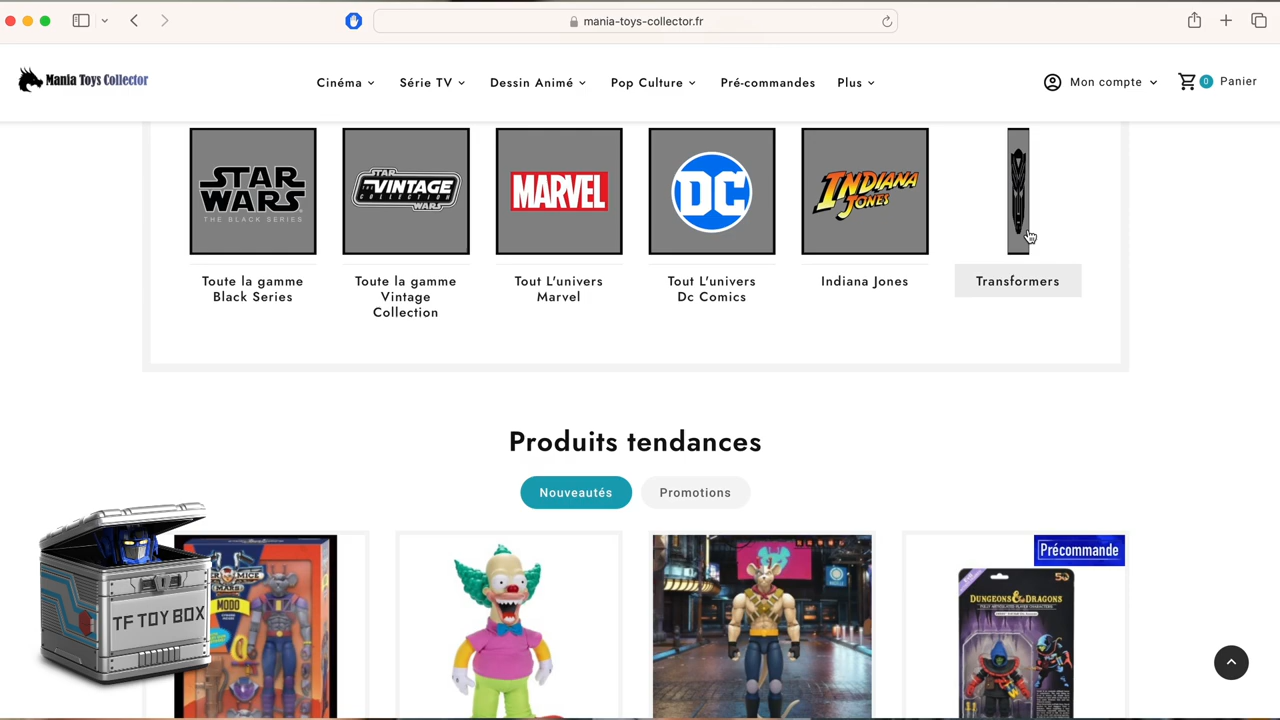 mania-toys-collector.fr
Mania Toys Collector
Cinéma
Série TV
Dessin Animé
Pop Culture
Pré-commandes
Plus
Mon compte
0
Panier
STAR
WARS
THE BLACK SERIES
STAR
THE
VINTAGE
COLLECTION
WARS
MARVEL
DC
INDIANA
JONES
Toute la gamme
Black Series
Toute la gamme
Vintage
Collection
Tout L'univers
Marvel
Tout L'univers
Dc Comics
Indiana Jones
Transformers
Produits tendances
Nouveautés
Promotions
TF TOY BOX
MODO
Précommande
50
DUNGEONS & DRAGONS